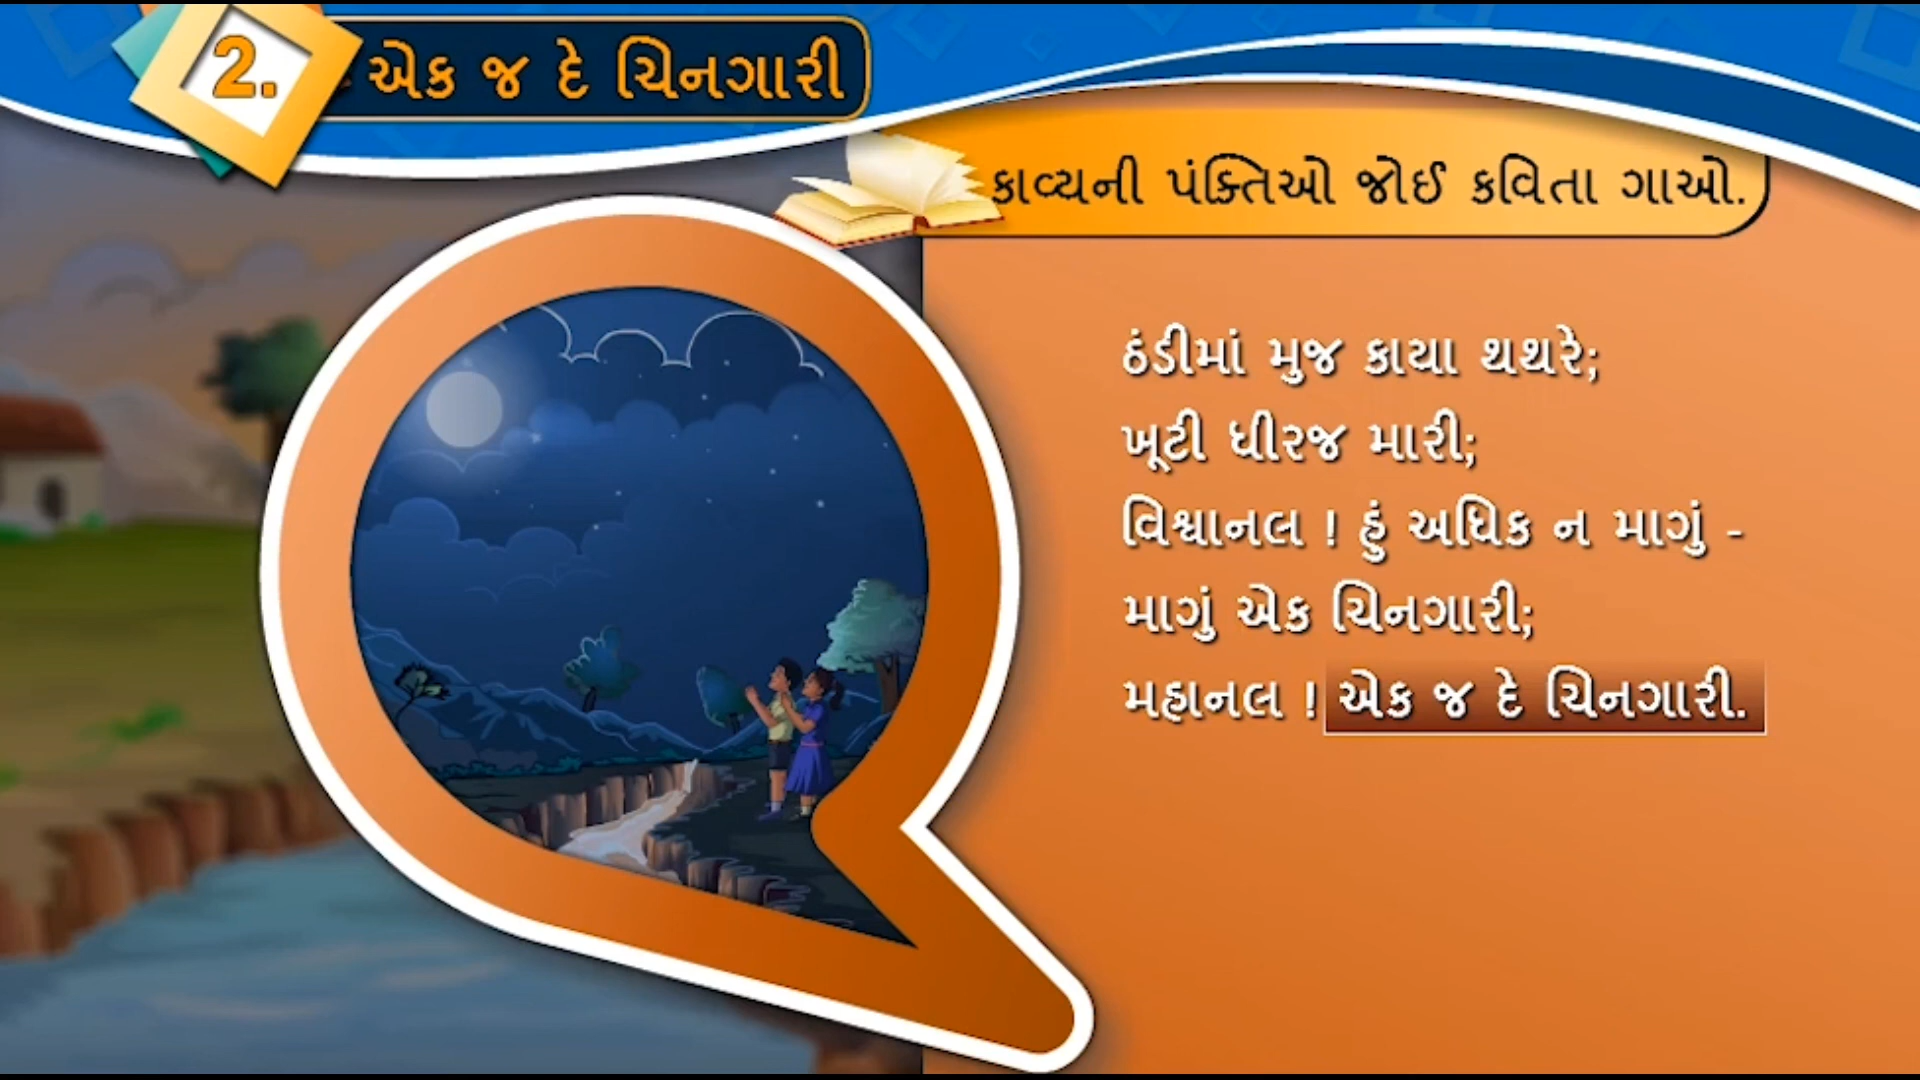 2. એક જ દે ચિનગારી
કાવ્યની પંક્તિઓ જોઈ કવિતા ગાઓ.
ઠંડીમાં મુજ કાયા થથરે;
ખૂટી ધીરજ મારી;
વિશ્વાનલ ! હું અધિક ન માગું -
માગું એક ચિનગારી;
મહાનલ ! એક જ દે ચિનગારી.